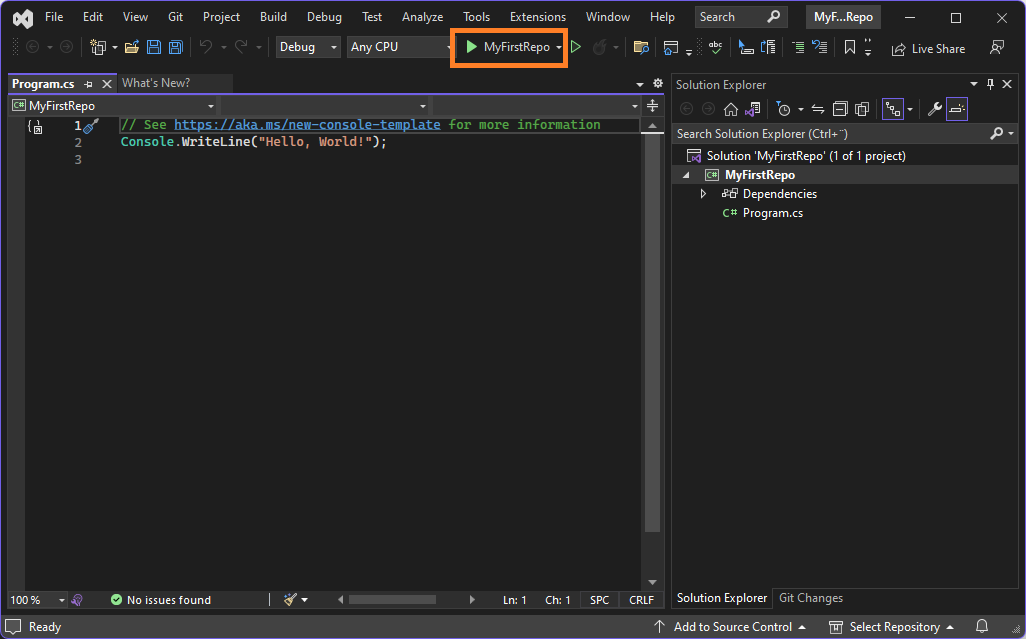 File Edit View Git Project Build Debug Test Analyze Tools Extensions Window Help Search MyF...Repo
Debug Any CPU MyFirstRepo Live Share
Program.cs What's New?
C# MyFirstRepo
1 // See https://aka.ms/new-console-template for more information
2 Console.WriteLine("Hello, World!");
3
Solution Explorer
Search Solution Explorer (Ctrl+¨)
Solution 'MyFirstRepo' (1 of 1 project)
C# MyFirstRepo
Dependencies
C# Program.cs
100 % No issues found Ln: 1 Ch: 1 SPC CRLF
Solution Explorer Git Changes
Ready Add to Source Control Select Repository